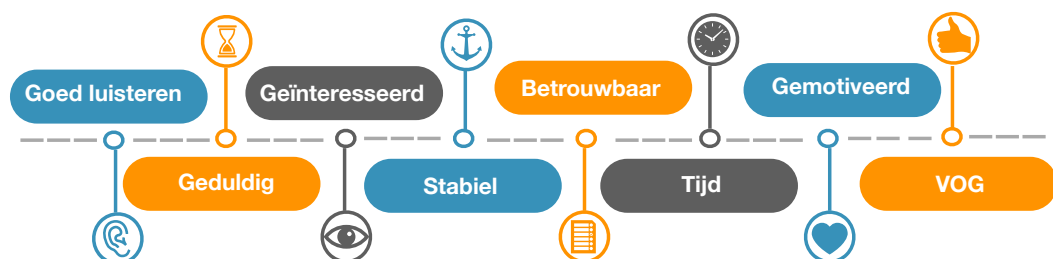 Goed luisteren
Geduldig
Geïnteresseerd
Stabiel
Betrouwbaar
Tijd
Gemotiveerd
VOG